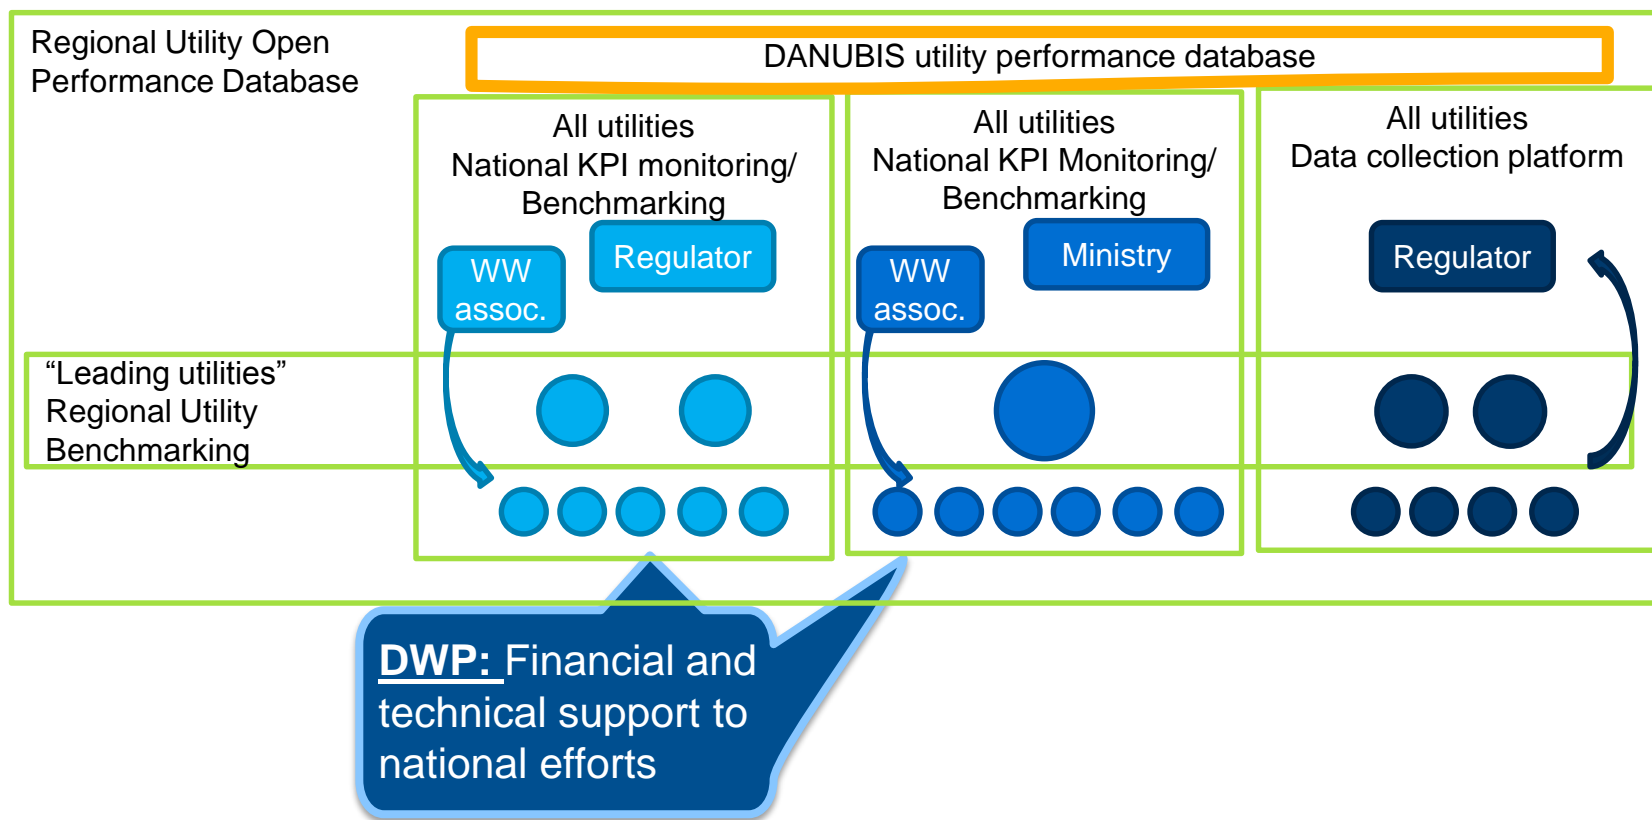 Regional Utility Open
Performance Database
DANUBIS utility performance database
All utilities
National KPI monitoring/
Benchmarking
All utilities
National KPI Monitoring/
Benchmarking
All utilities
Data collection platform
WW
assoc.
Regulator
WW
assoc.
Ministry
Regulator
“Leading utilities”
Regional Utility
Benchmarking
DWP: Financial and
technical support to
national efforts